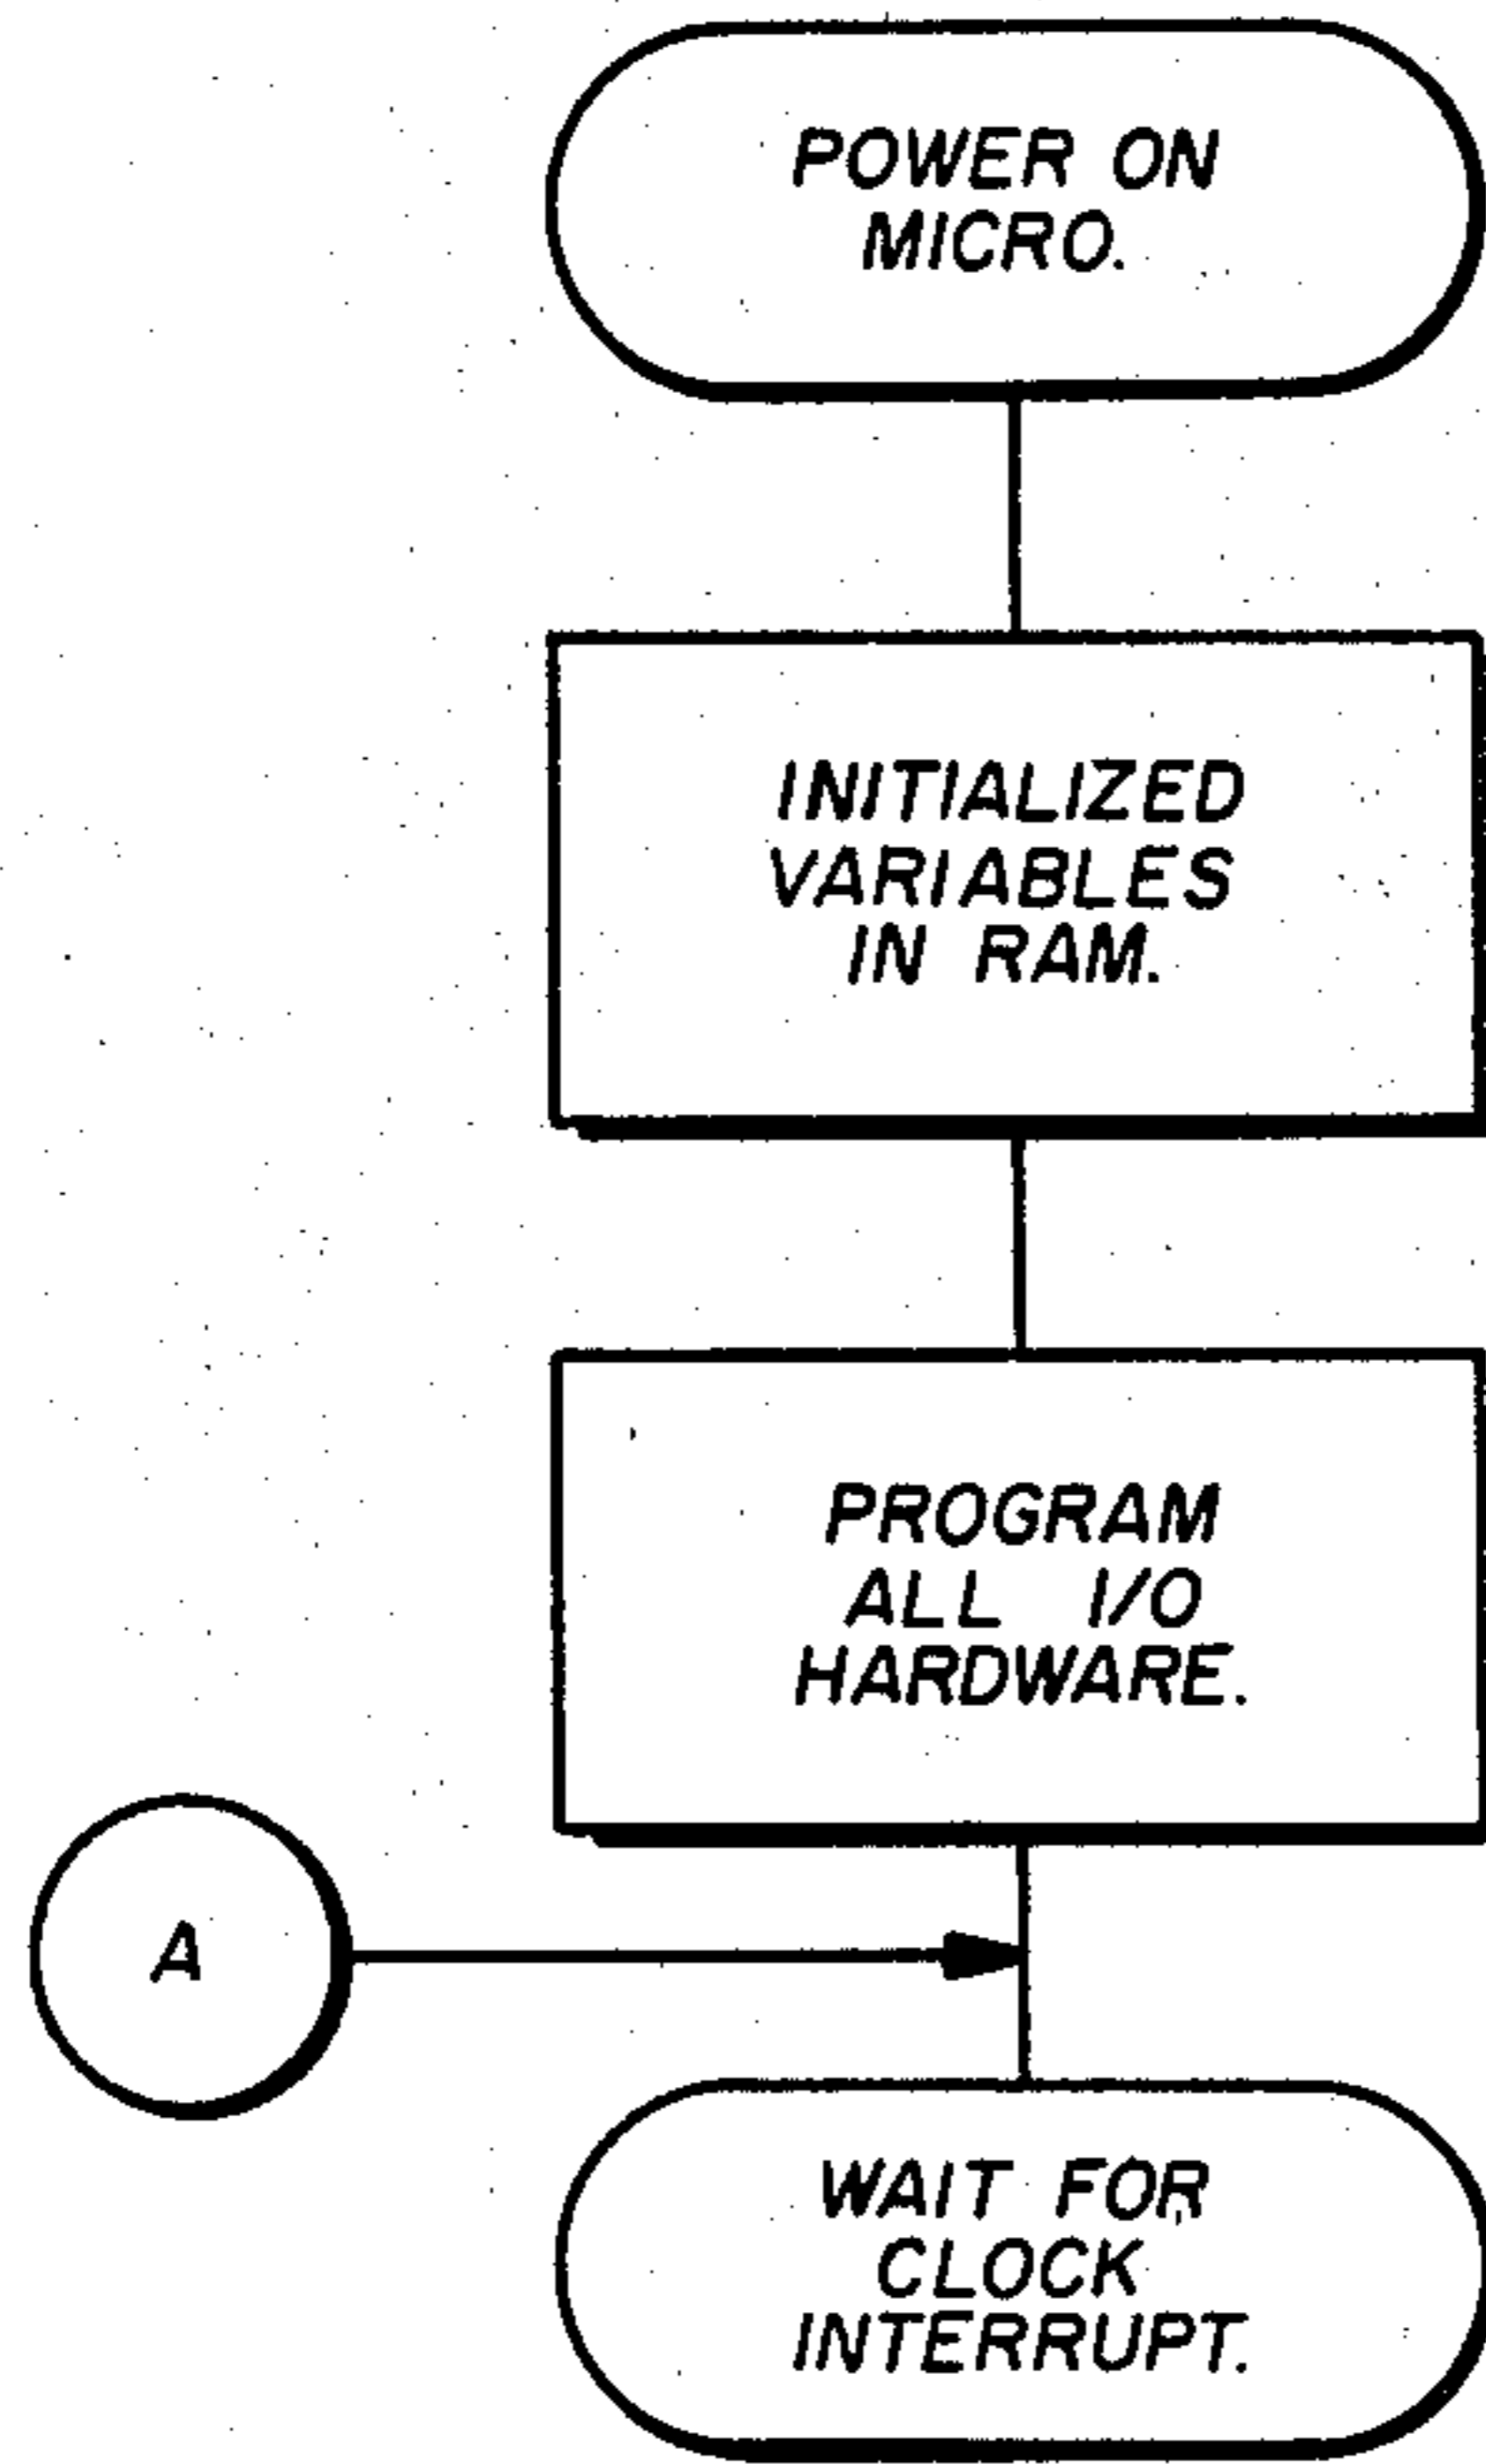 POWER ON
MICRO.
INITIALIZED
VARIABLES
IN RAM.
PROGRAM
ALL I/O
HARDWARE.
A
WAIT FOR
CLOCK
INTERRUPT.